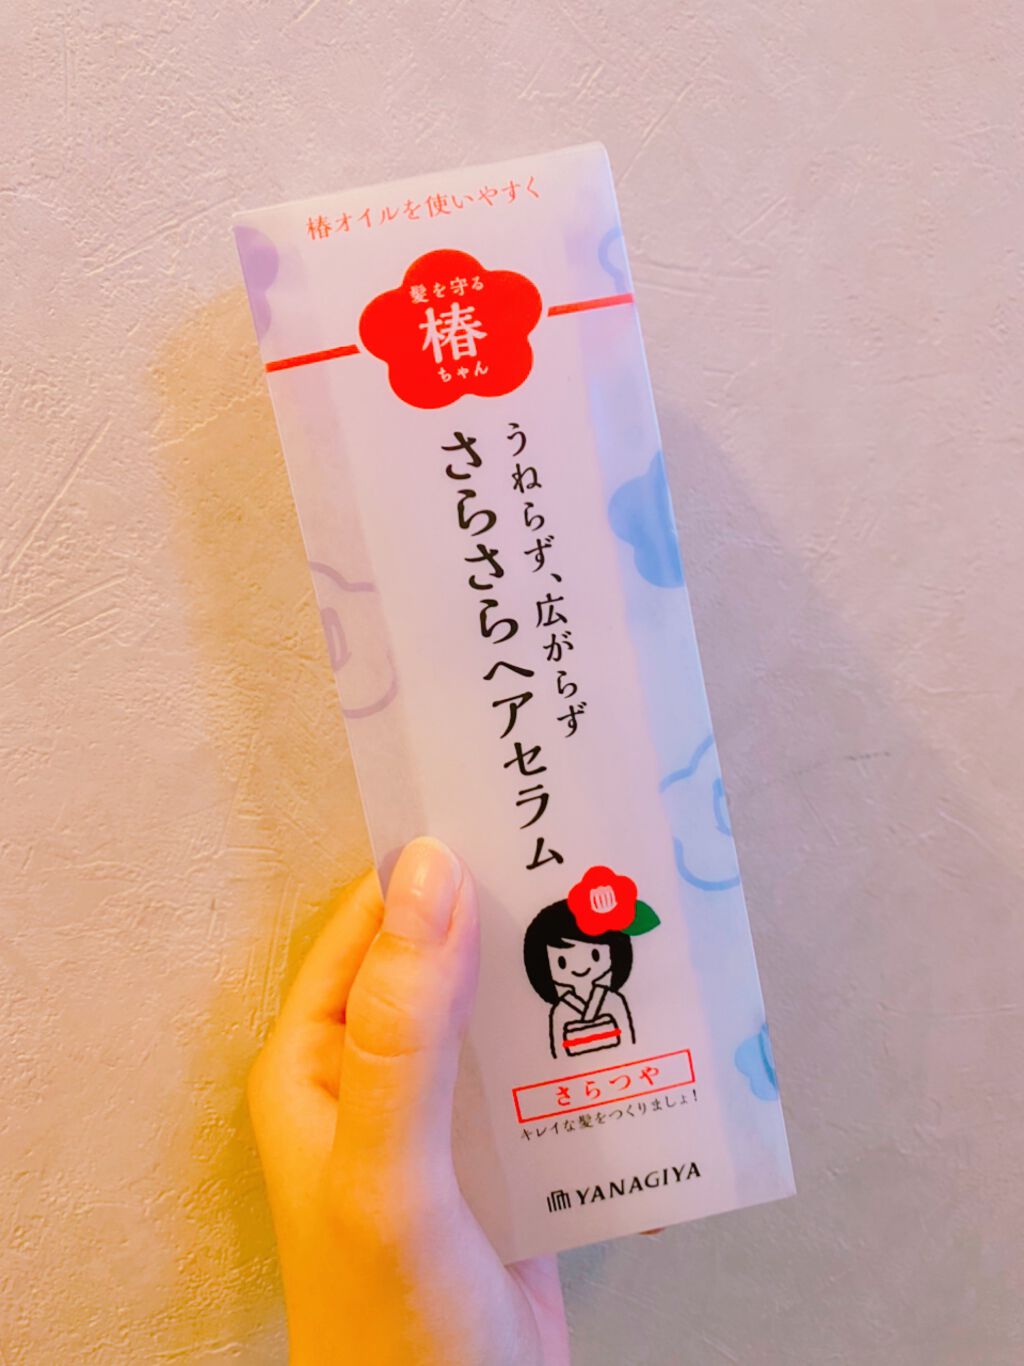 椿オイルを使いやすく
髪を守る
椿
ちゃん
うねらず、広がらず
さらさらヘアセラム
さらつや
キレイな髪をつくりましょ!
YANAGIYA